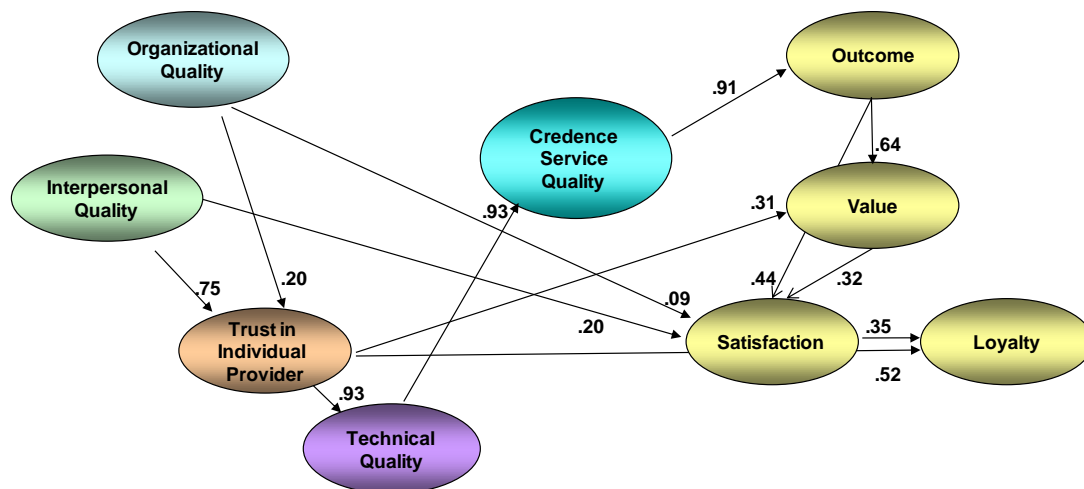 Organizational
Quality
Outcome
.91
Credence
Service
Quality
.64
Interpersonal
Quality
.93
.31
Value
.75
.20
.44
.32
.09
.20
Trust in
Individual
Provider
Satisfaction
.35
Loyalty
.52
.93
Technical
Quality